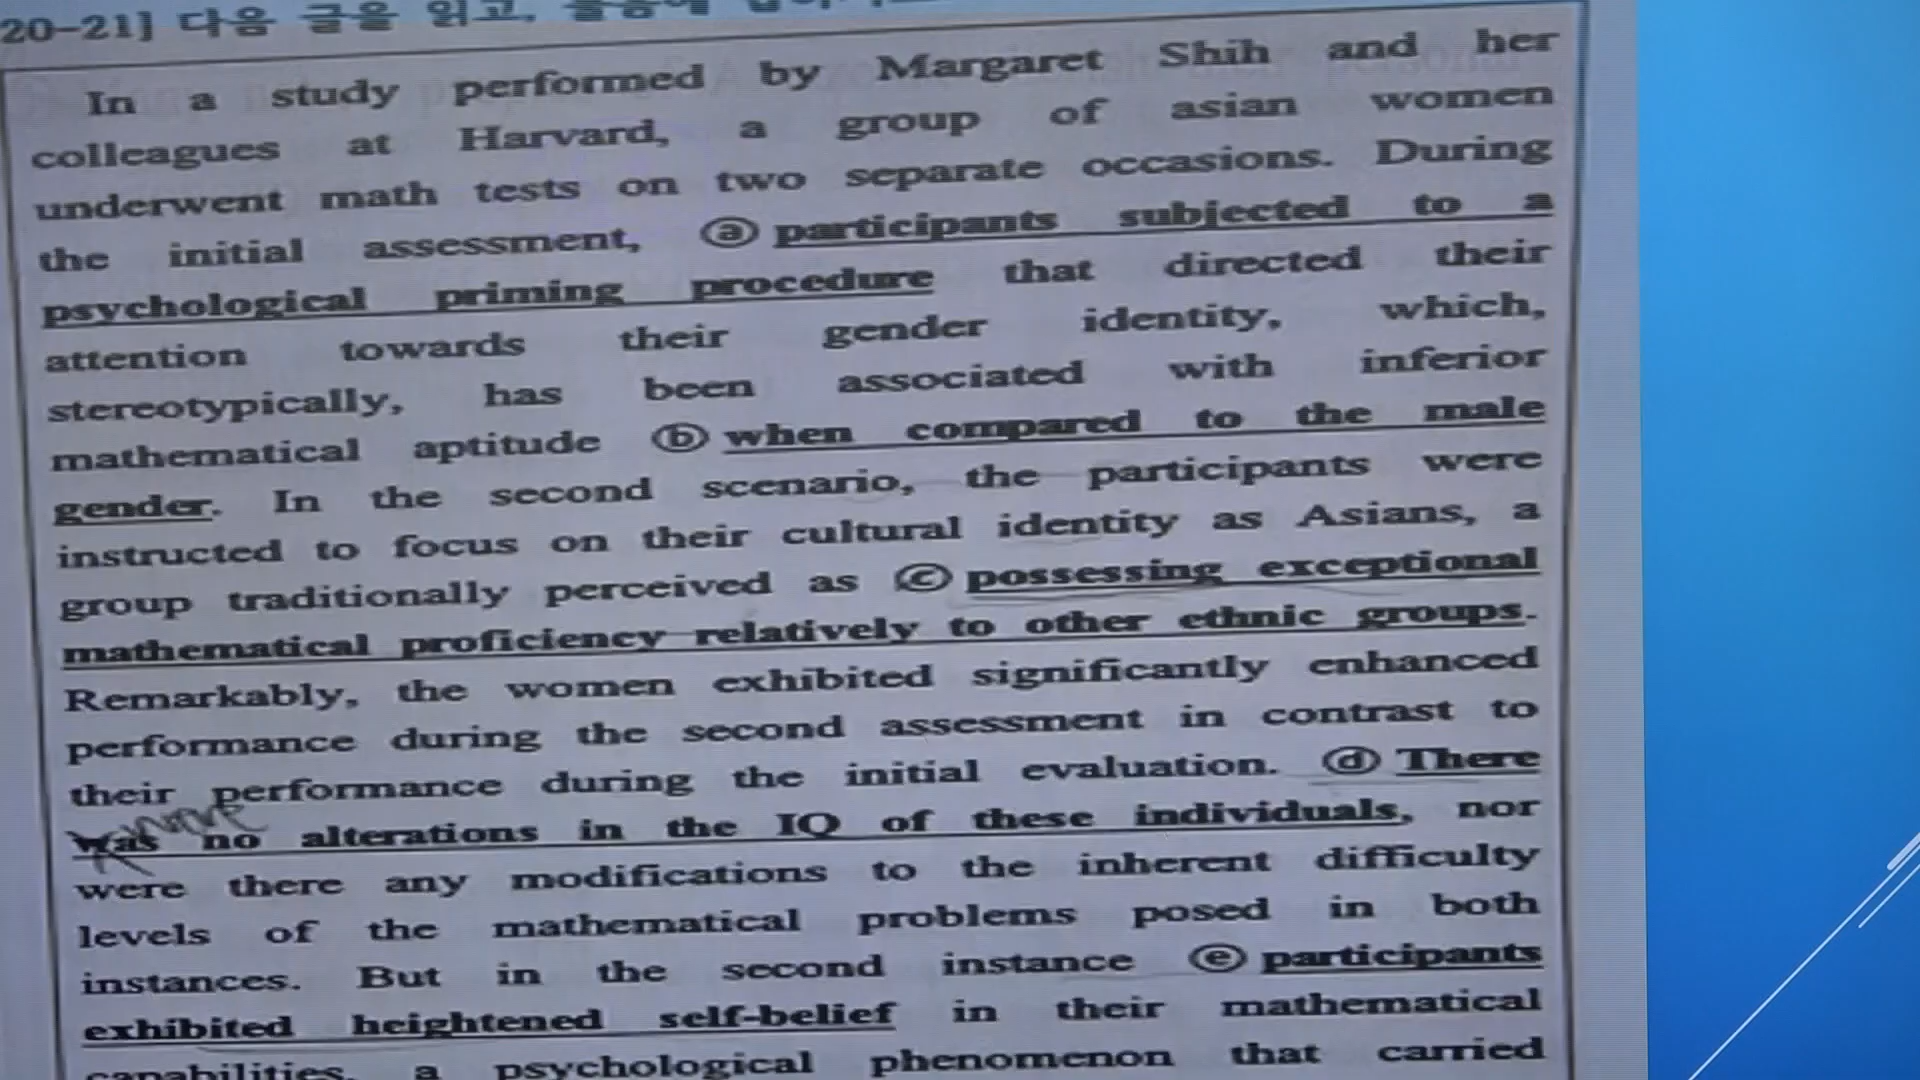 20-21] 다음 글을 읽고,
In a study performed by Margaret Shih and her
colleagues at Harvard, a group of asian women
underwent math tests on two separate occasions. During
the initial assessment, ⓐ participants subjected to a
psychological priming procedure that directed their
attention towards their gender identity, which,
stereotypically, has been associated with inferior
mathematical aptitude ⓑ when compared to the male
gender. In the second scenario, the participants were
instructed to focus on their cultural identity as Asians, a
group traditionally perceived as ⓒ possessing exceptional
mathematical proficiency relatively to other ethnic groups.
Remarkably, the women exhibited significantly enhanced
performance during the second assessment in contrast to
their performance during the initial evaluation. ⓓ There
was no alterations in the IQ of these individuals, nor
were there any modifications to the inherent difficulty
levels of the mathematical problems posed in both
instances. But in the second instance ⓔ participants
exhibited heightened self-belief in their mathematical
capabilities, a psychological phenomenon that carried